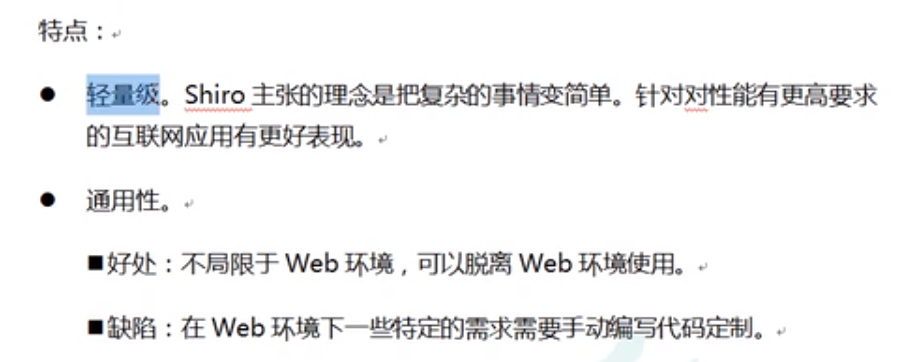 特点：
● 轻量级。Shiro 主张的理念是把复杂的事情变简单。针对对性能有更高要求
的互联网应用有更好表现。
● 通用性。
■好处：不局限于 Web 环境，可以脱离 Web 环境使用。
■缺陷：在 Web 环境下一些特定的需求需要手动编写代码定制。